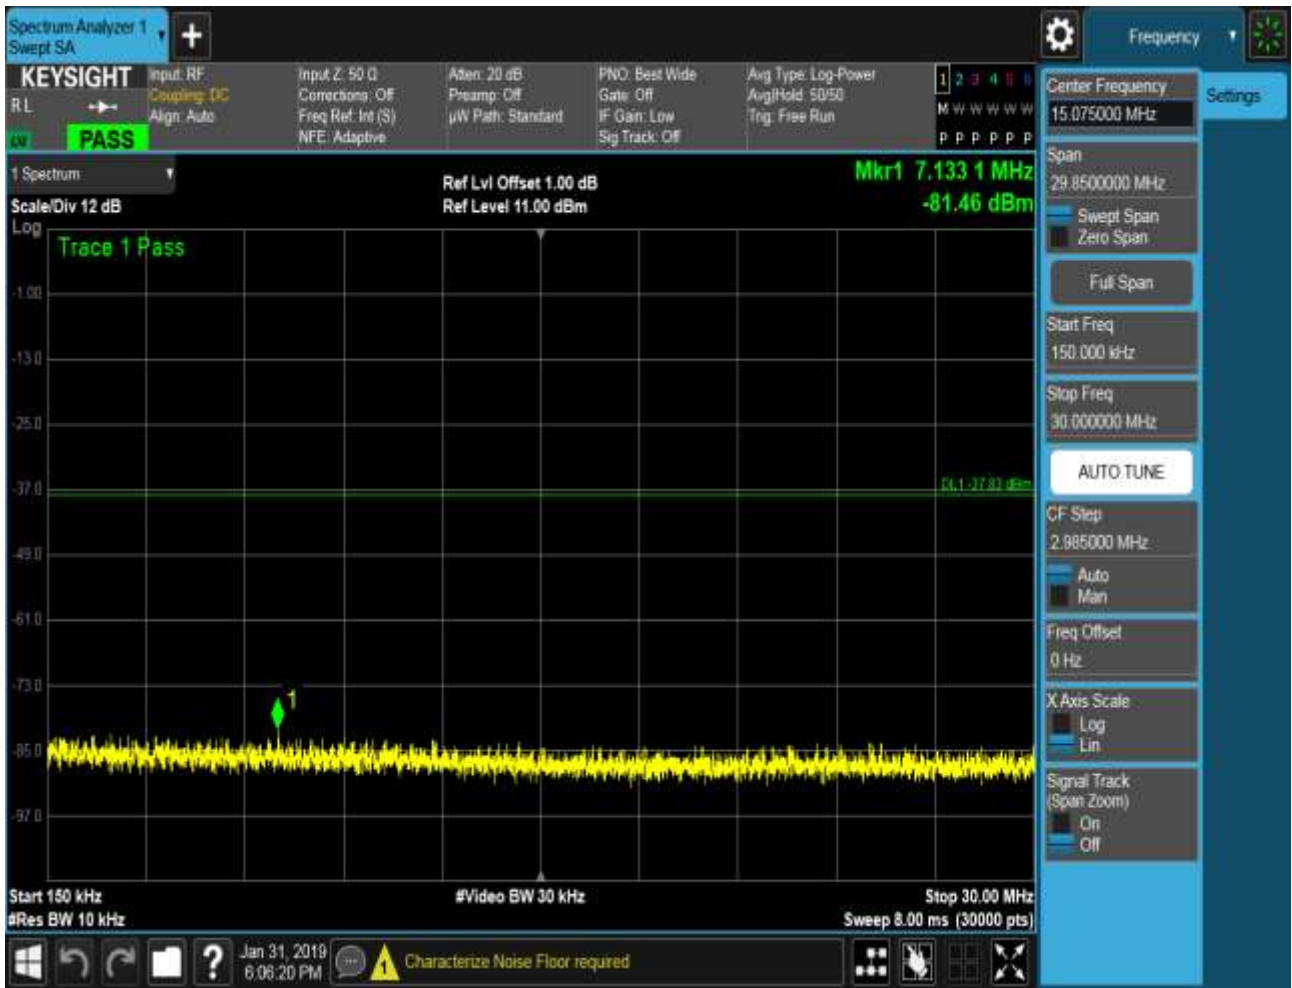 Spectrum Analyzer 1
Swept SA
+
Frequency
KEYSIGHT
RL
PASS
Input: RF
Coupling: DC
Align: Auto
Input Z: 50 Ω
Corrections: Off
Freq Ref: Int (S)
NFE: Adaptive
Atten: 20 dB
Preamp: Off
µW Path: Standard
PNO: Best Wide
Gate: Off
IF Gain: Low
Sig Track: Off
Avg Type: Log-Power
Avg|Hold: 50/50
Trig: Free Run
1 2 3 4 5 6
M W W W W W
P P P P P P
1 Spectrum
Scale/Div 12 dB
Log
Ref Lvl Offset 1.00 dB
Ref Level 11.00 dBm
Mkr1 7.133 1 MHz
-81.46 dBm
Trace 1 Pass
-1.00
-13.0
-25.0
-37.0
DL1 -37.83 dBm
-49.0
-61.0
-73.0
1
-85.0
-97.0
Start 150 kHz
#Video BW 30 kHz
Stop 30.00 MHz
#Res BW 10 kHz
Sweep 8.00 ms (30000 pts)
?
Jan 31, 2019
6:06:20 PM
1
Characterize Noise Floor required
Center Frequency
15.075000 MHz
Settings
Span
29.8500000 MHz
Swept Span
Zero Span
Full Span
Start Freq
150.000 kHz
Stop Freq
30.000000 MHz
AUTO TUNE
CF Step
2.985000 MHz
Auto
Man
Freq Offset
0 Hz
X Axis Scale
Log
Lin
Signal Track
(Span Zoom)
On
Off